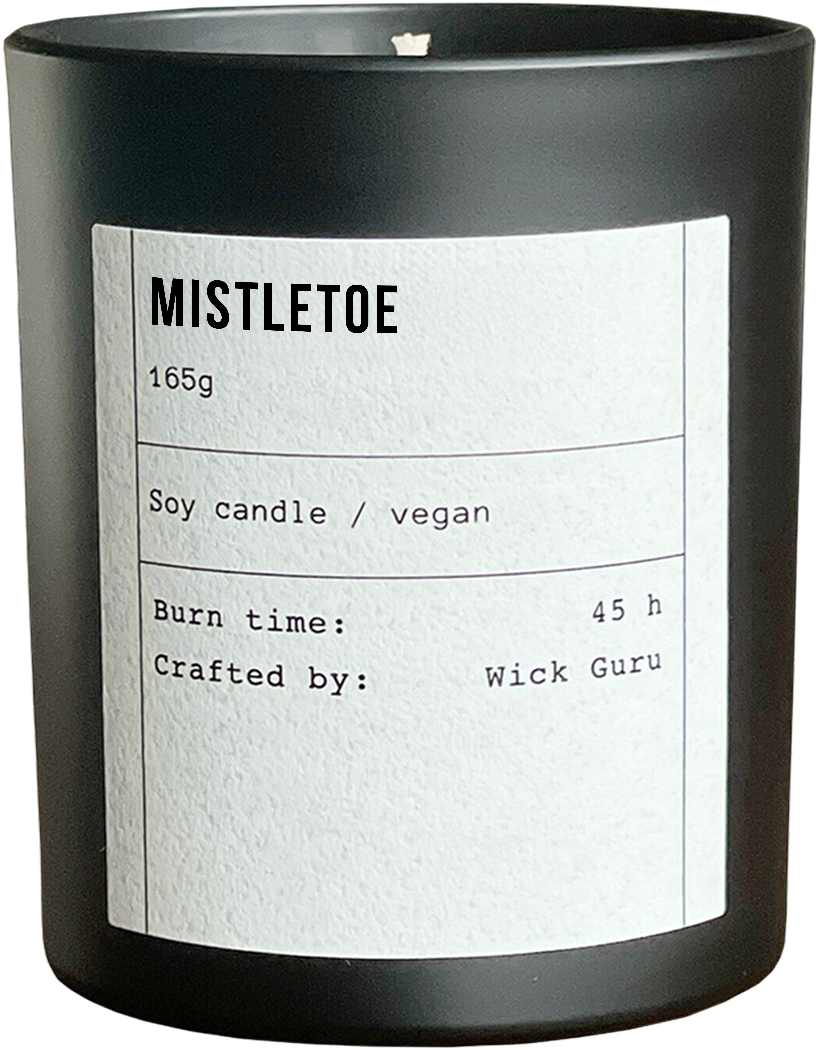 MISTLETOE
165g
Soy candle / vegan
Burn time: 45 h
Crafted by: Wick Guru